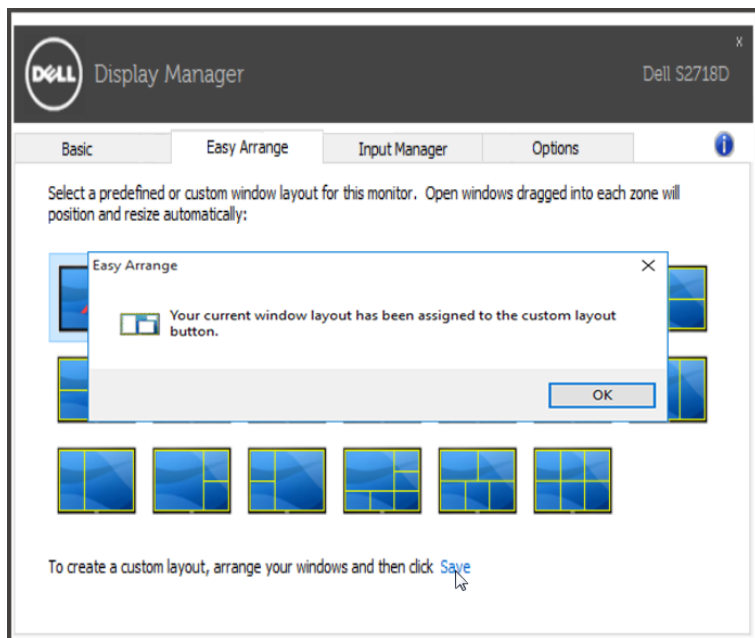 DELL Display Manager
x
Dell S2718D
Basic
Easy Arrange
Input Manager
Options
i
Select a predefined or custom window layout for this monitor. Open windows dragged into each zone will
position and resize automatically:
Easy Arrange
Your current window layout has been assigned to the custom layout
button.
OK
To create a custom layout, arrange your windows and then click Save